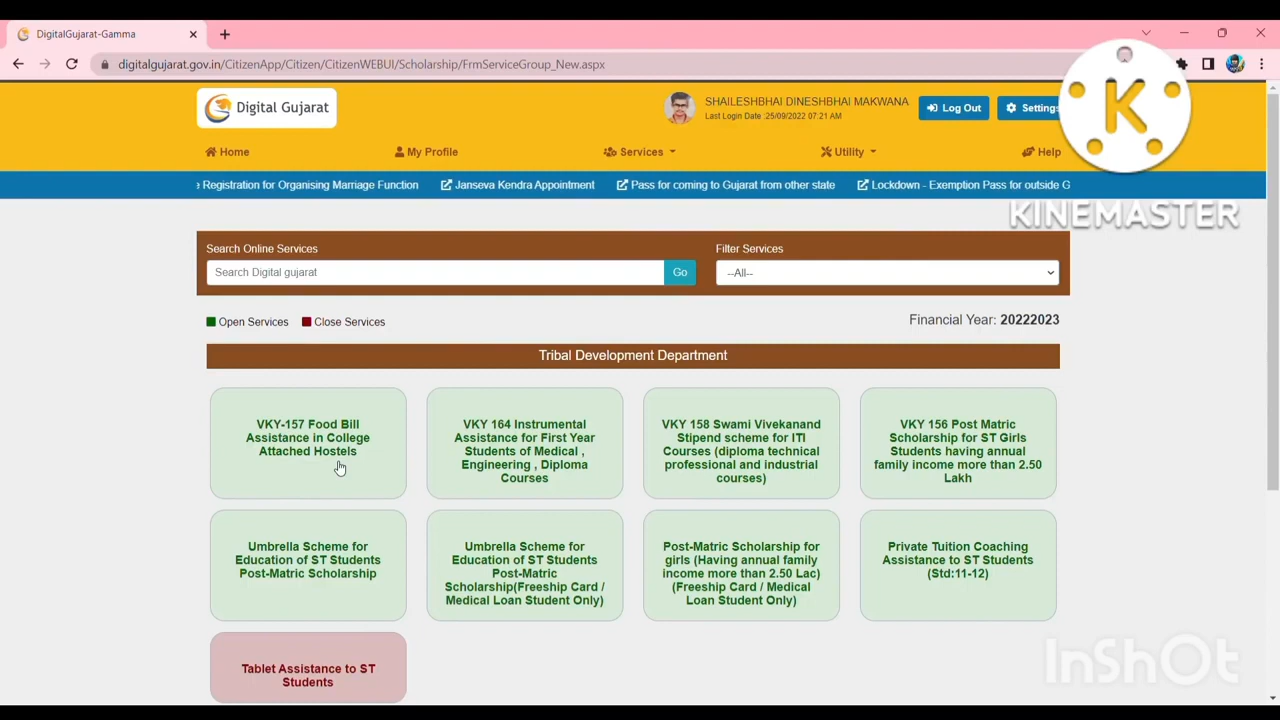 DigitalGujarat-Gamma
digitalgujarat.gov.in/CitizenApp/Citizen/CitizenWEBUI/Scholarship/FrmServiceGroup_New.aspx
Digital Gujarat
SHAILESHBHAI DINESHBHAI MAKWANA
Last Login Date :25/09/2022 07:21 AM
Log Out
Settings
K
KINEMASTER
Home
My Profile
Services
Utility
Help
e Registration for Organising Marriage Function
Janseva Kendra Appointment
Pass for coming to Gujarat from other state
Lockdown - Exemption Pass for outside G
Search Online Services
Filter Services
Search Digital gujarat
Go
--All--
Open Services
Close Services
Financial Year: 20222023
Tribal Development Department
VKY-157 Food Bill
Assistance in College
Attached Hostels
VKY 164 Instrumental
Assistance for First Year
Students of Medical ,
Engineering , Diploma
Courses
VKY 158 Swami Vivekanand
Stipend scheme for ITI
Courses (diploma technical
professional and industrial
courses)
VKY 156 Post Matric
Scholarship for ST Girls
Students having annual
family income more than 2.50
Lakh
Umbrella Scheme for
Education of ST Students
Post-Matric Scholarship
Umbrella Scheme for
Education of ST Students
Post-Matric
Scholarship(Freeship Card /
Medical Loan Student Only)
Post-Matric Scholarship for
girls (Having annual family
income more than 2.50 Lac)
(Freeship Card / Medical
Loan Student Only)
Private Tuition Coaching
Assistance to ST Students
(Std:11-12)
Tablet Assistance to ST
Students
InShOt